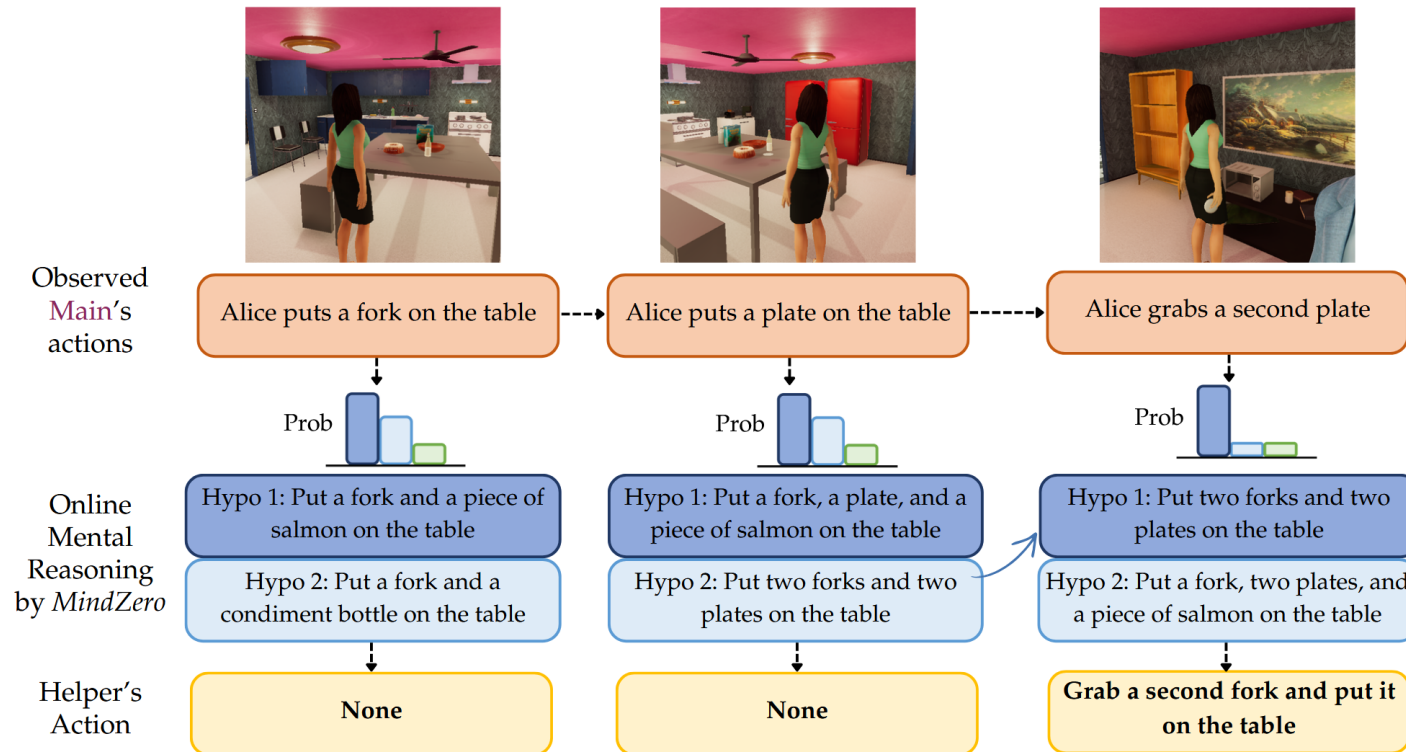 Observed
Main's
actions
Alice puts a fork on the table
Alice puts a plate on the table
Alice grabs a second plate
Prob
Prob
Prob
Online
Mental
Reasoning
by MindZero
Hypo 1: Put a fork and a piece of
salmon on the table
Hypo 2: Put a fork and a
condiment bottle on the table
Hypo 1: Put a fork, a plate, and a
piece of salmon on the table
Hypo 2: Put two forks and two
plates on the table
Hypo 1: Put two forks and two
plates on the table
Hypo 2: Put a fork, two plates, and
a piece of salmon on the table
Helper's
Action
None
None
Grab a second fork and put it
on the table